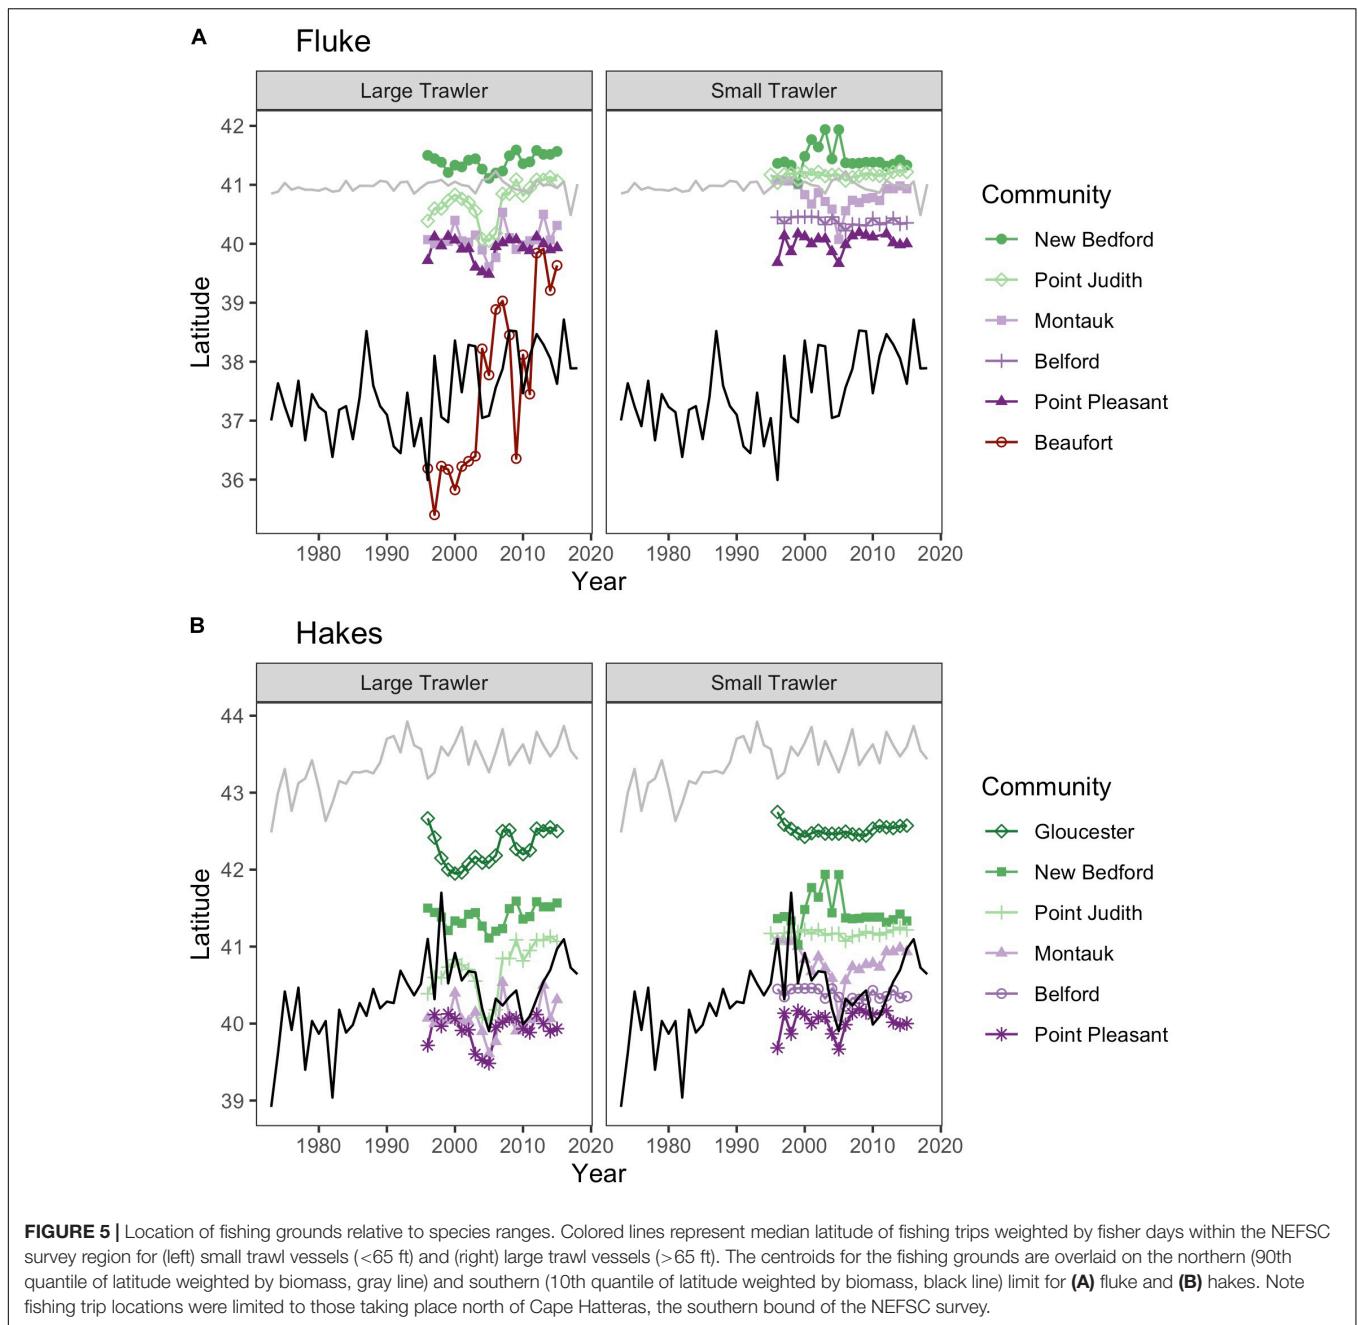 A Fluke
Large Trawler Small Trawler
42
41
40
39
38
37
36
Latitude
1980 1990 2000 2010 2020 1980 1990 2000 2010 2020
Year
Community
New Bedford
Point Judith
Montauk
Belford
Point Pleasant
Beaufort
B Hakes
Large Trawler Small Trawler
44
43
42
41
40
39
Latitude
1980 1990 2000 2010 2020 1980 1990 2000 2010 2020
Year
Community
Gloucester
New Bedford
Point Judith
Montauk
Belford
Point Pleasant
FIGURE 5 | Location of fishing grounds relative to species ranges. Colored lines represent median latitude of fishing trips weighted by fisher days within the NEFSC
survey region for (left) small trawl vessels (<65 ft) and (right) large trawl vessels (>65 ft). The centroids for the fishing grounds are overlaid on the northern (90th
quantile of latitude weighted by biomass, gray line) and southern (10th quantile of latitude weighted by biomass, black line) limit for (A) fluke and (B) hakes. Note
fishing trip locations were limited to those taking place north of Cape Hatteras, the southern bound of the NEFSC survey.